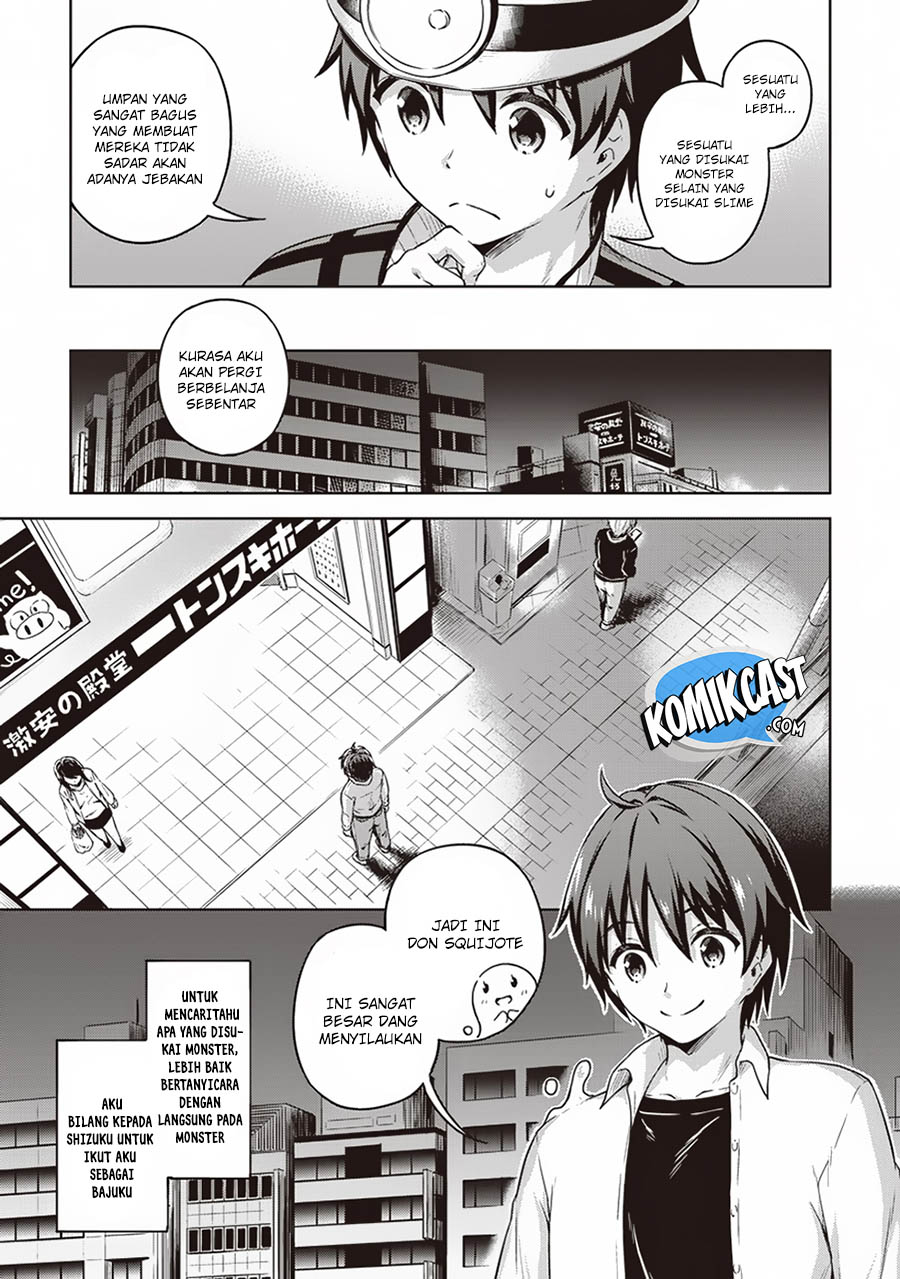 SESUATU
YANG
LEBIH...
SESUATU
YANG DISUKAI
MONSTER
SELAIN YANG
DISUKAI SLIME
UMPAN YANG
SANGAT BAGUS
YANG MEMBUAT
MEREKA TIDAK
SADAR AKAN
ADANYA JEBAKAN
KURASA AKU
AKAN PERGI
BERBELANJA
SEBENTAR
me!
激安の殿堂
トンスキホー
KOMIKCAST
.COM
JADI INI
DON SQUIJOTE
INI SANGAT
BESAR DANG
MENYILAUKAN
UNTUK
MENCARITAHU
APA YANG DISU-
KAI MONSTER,
LEBIH BAIK
BERTANYICARA
DENGAN
LANGSUNG PADA
MONSTER
AKU
BILANG KEPADA
SHIZUKU UNTUK
IKUT AKU
SEBAGAI
BAJUKU